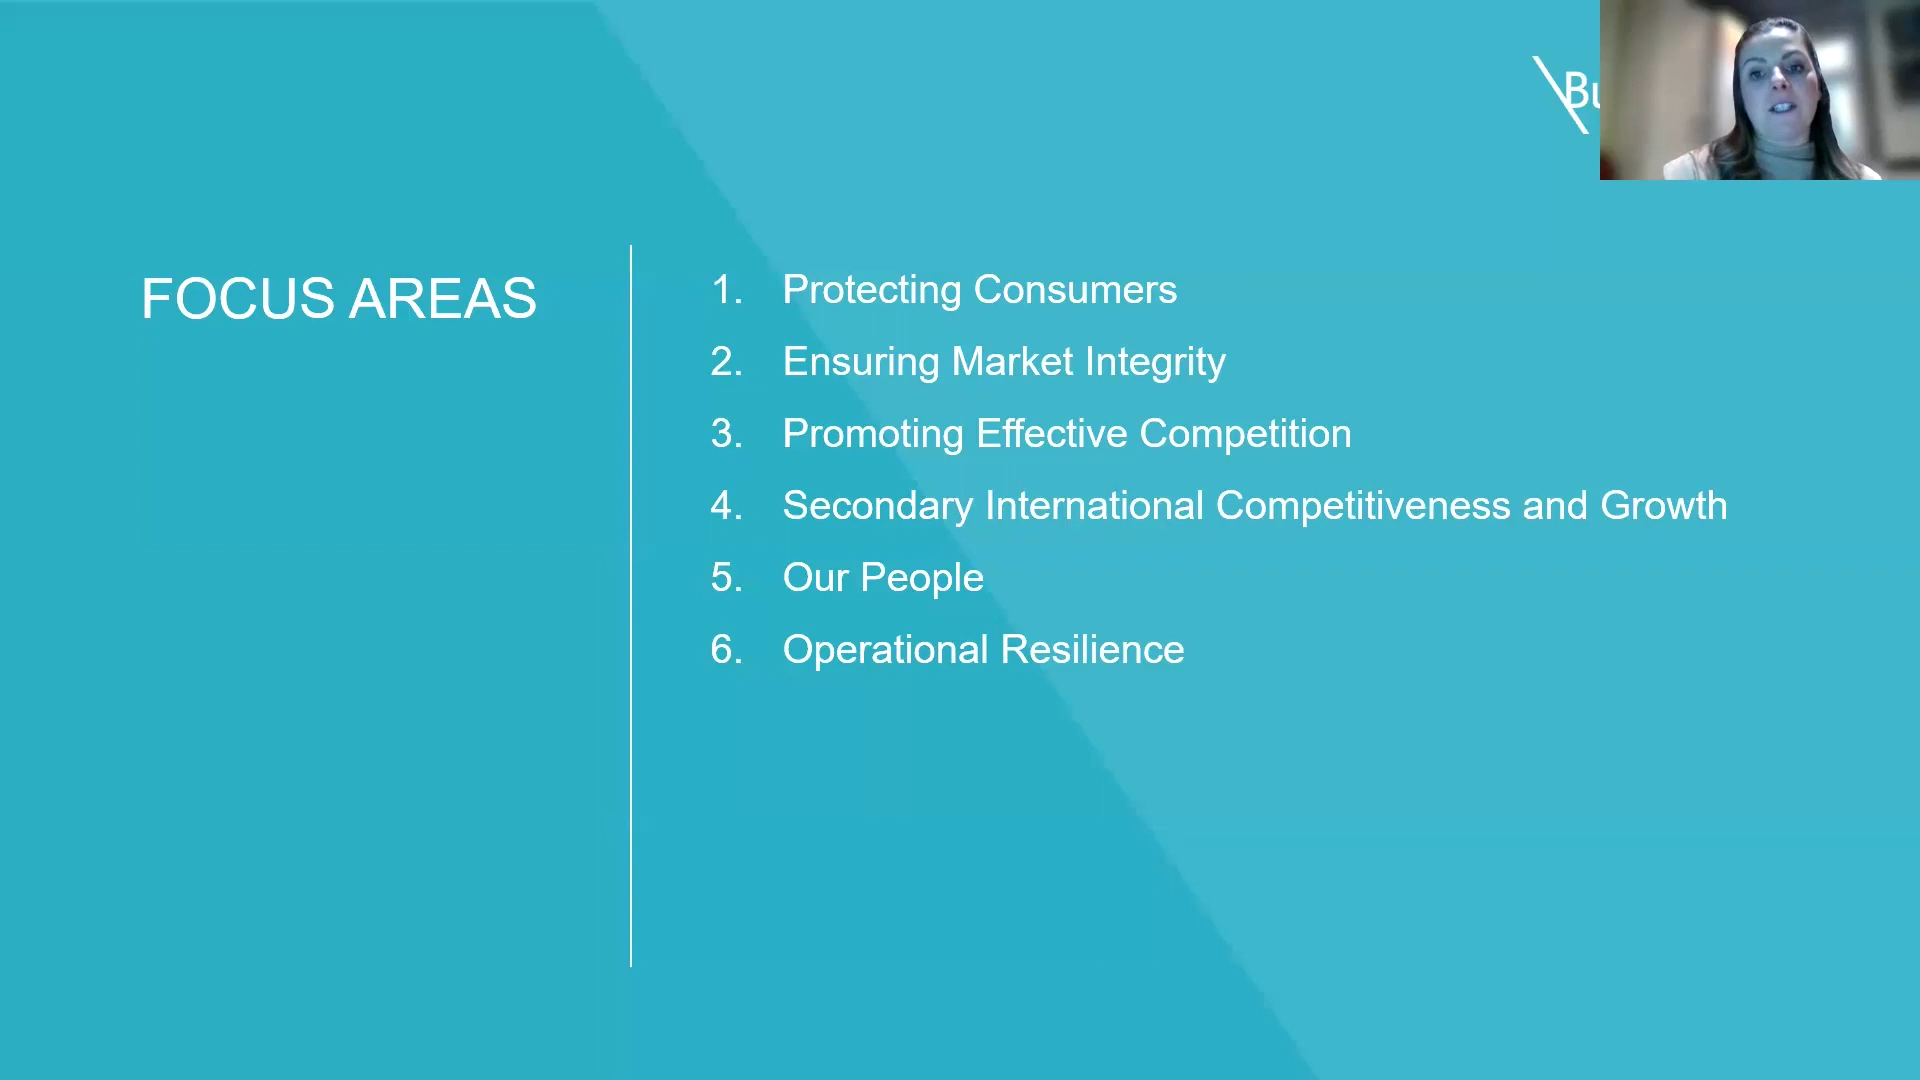 Bu
FOCUS AREAS
1. Protecting Consumers
2. Ensuring Market Integrity
3. Promoting Effective Competition
4. Secondary International Competitiveness and Growth
5. Our People
6. Operational Resilience